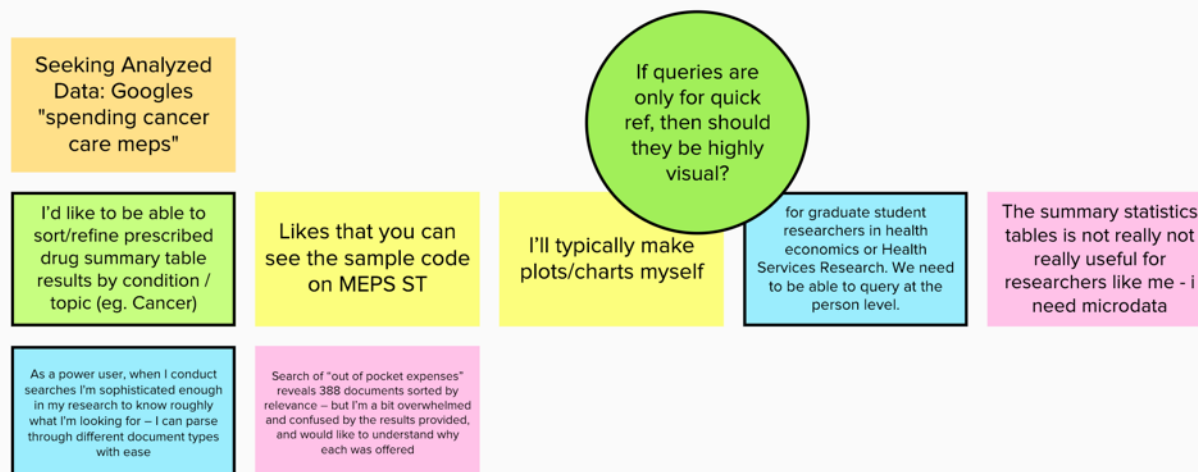 Seeking Analyzed
Data: Googles
"spending cancer
care meps"
If queries are
only for quick
ref, then should
they be highly
visual?
I'd like to be able to
sort/refine prescribed
drug summary table
results by condition /
topic (eg. Cancer)
Likes that you can
see the sample code
on MEPS ST
I'll typically make
plots/charts myself
for graduate student
researchers in health
economics or Health
Services Research. We need
to be able to query at the
person level.
The summary statistics
tables is not really not
really useful for
researchers like me - i
need microdata
As a power user, when I conduct
searches I'm sophisticated enough
in my research to know roughly
what I'm looking for – I can parse
through different document types
with ease
Search of "out of pocket expenses"
reveals 388 documents sorted by
relevance – but I'm a bit overwhelmed
and confused by the results provided,
and would like to understand why
each was offered